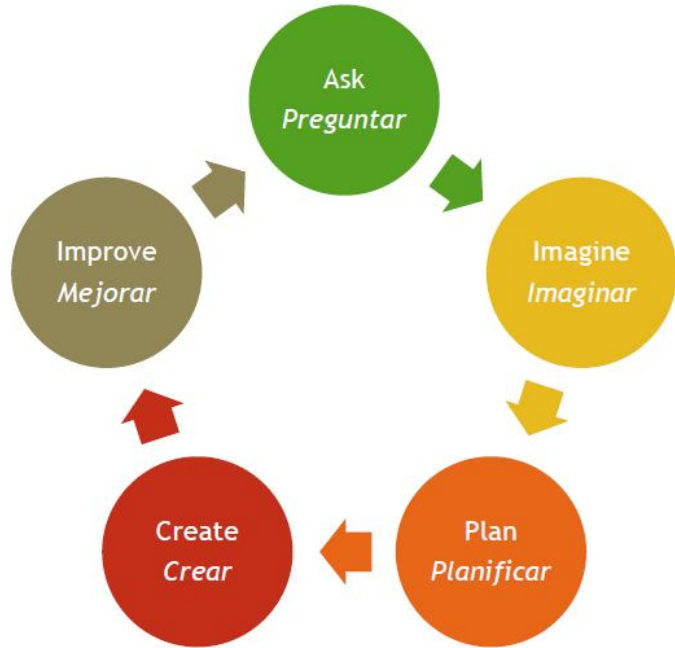 Ask
Preguntar
Imagine
Imaginar
Plan
Planificar
Create
Crear
Improve
Mejorar